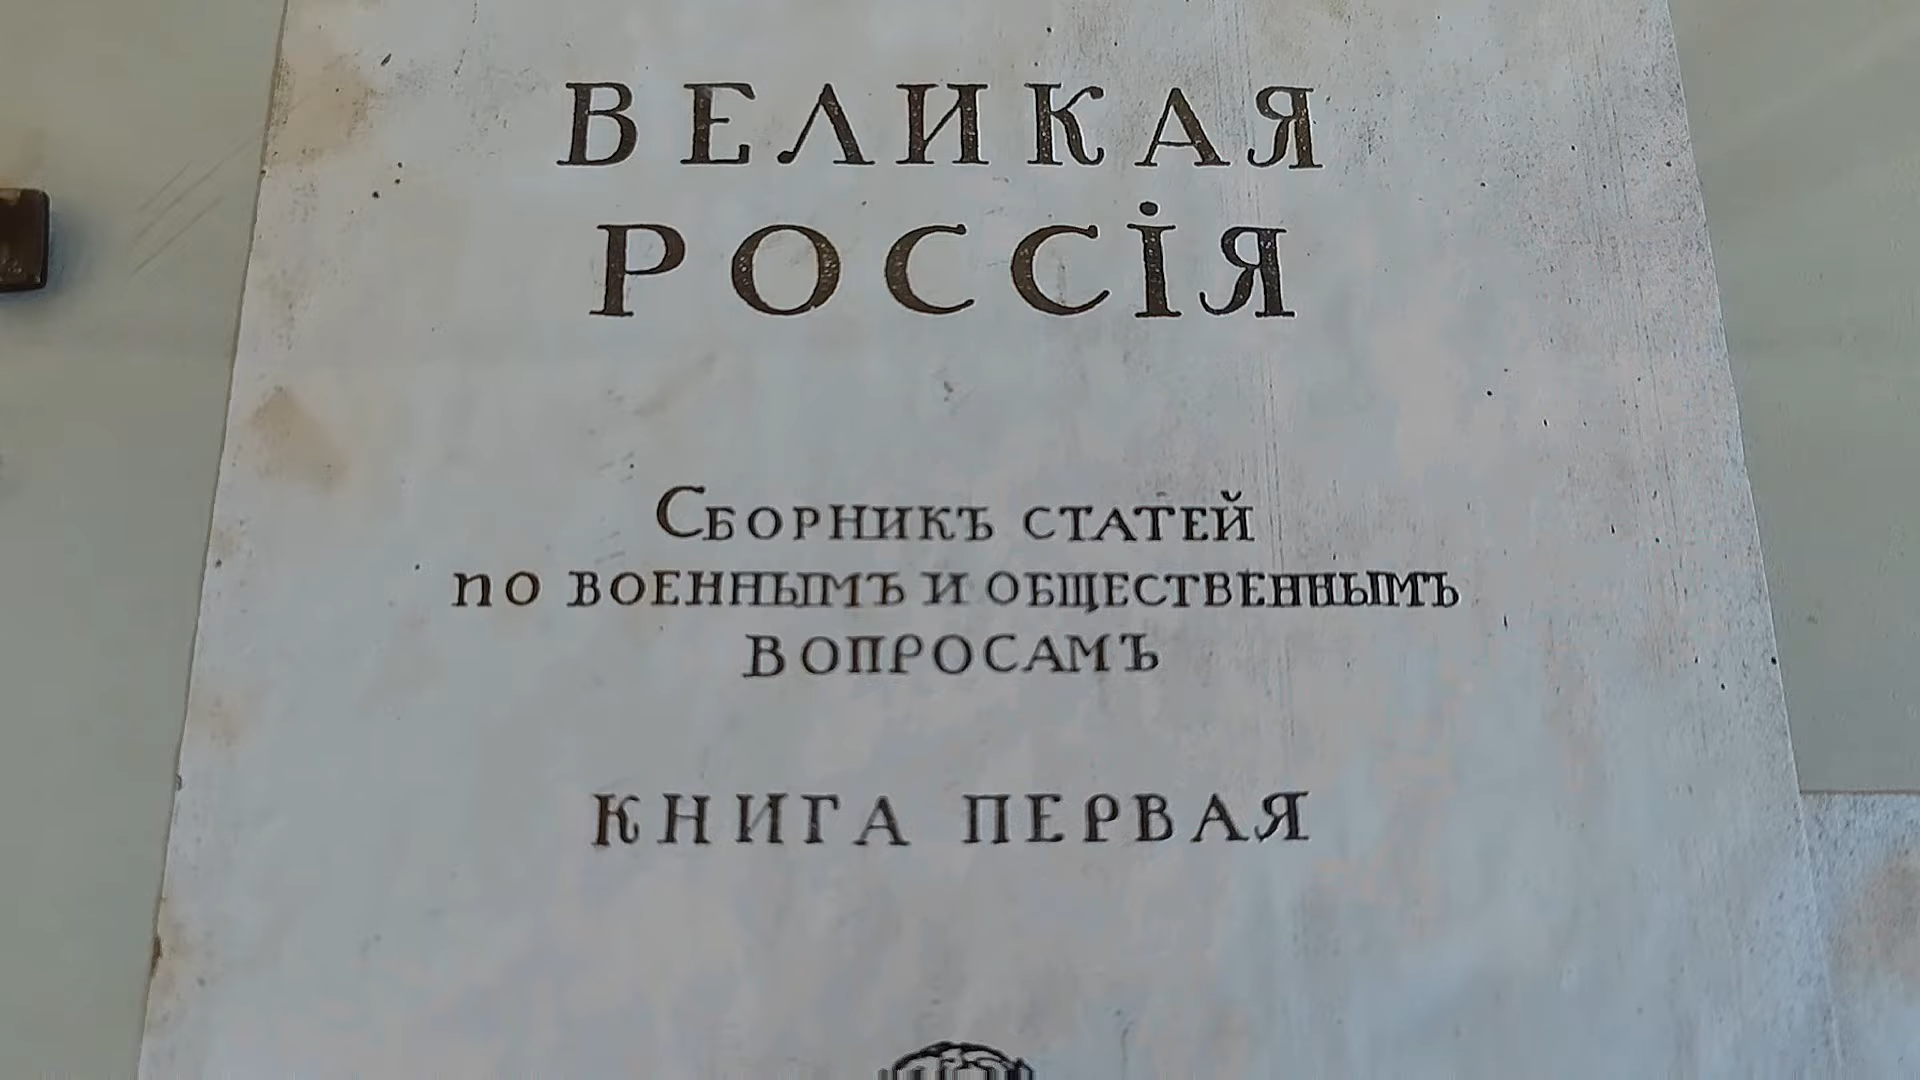 ВЕЛИКАЯ
РОССІЯ
Сборникъ статей
по военнымъ и общественнымъ
вопросамъ
КНИГА ПЕРВАЯ